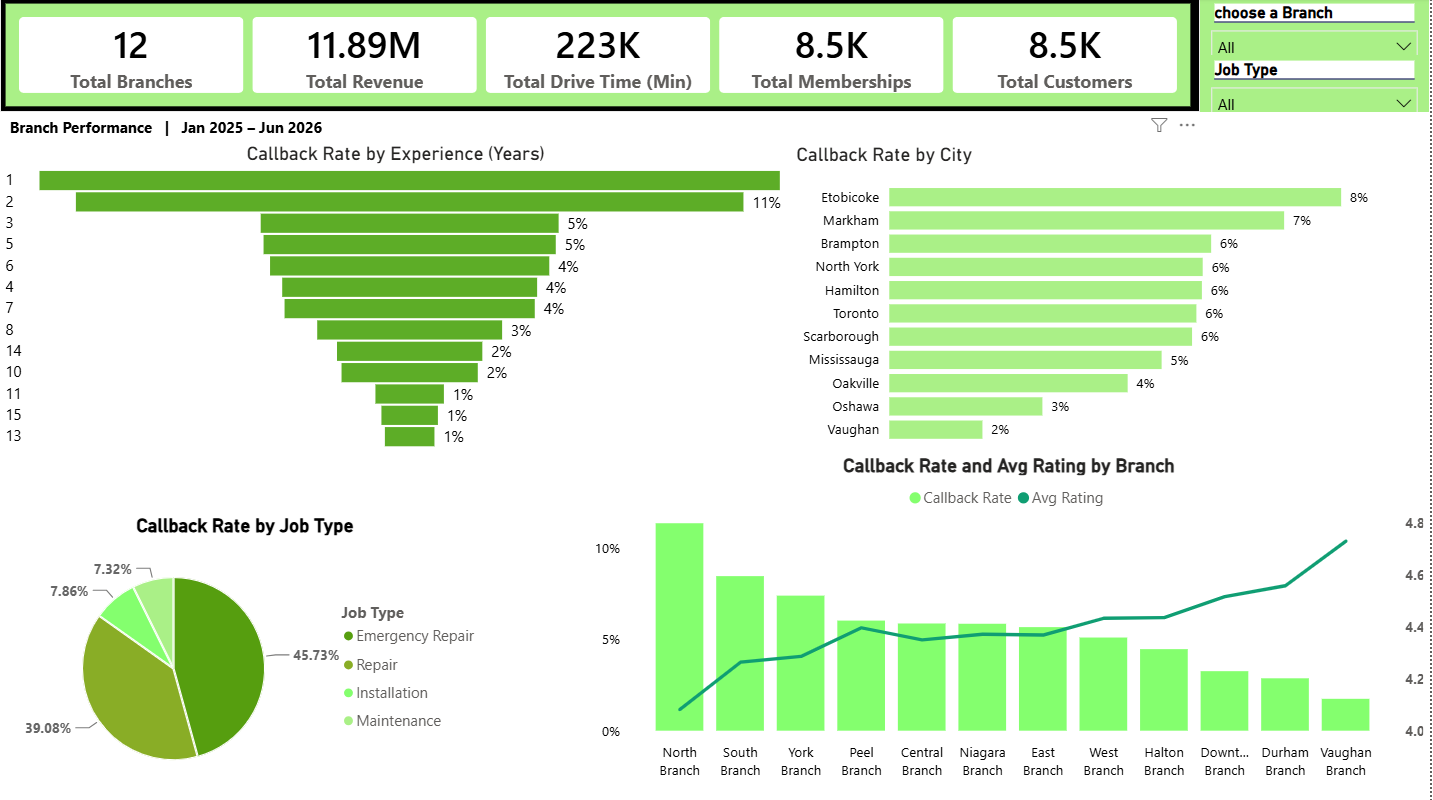 12
Total Branches
11.89M
Total Revenue
223K
Total Drive Time (Min)
8.5K
Total Memberships
8.5K
Total Customers
choose a Branch
All
Job Type
All
Branch Performance | Jan 2025 – Jun 2026
Callback Rate by Experience (Years)
1
2 11%
3 5%
5 5%
6 4%
4 4%
7 4%
8 3%
14 2%
10 2%
11 1%
15 1%
13 1%
Callback Rate by City
Etobicoke 8%
Markham 7%
Brampton 6%
North York 6%
Hamilton 6%
Toronto 6%
Scarborough 6%
Mississauga 5%
Oakville 4%
Oshawa 3%
Vaughan 2%
Callback Rate by Job Type
7.32%
7.86%
45.73%
39.08%
Job Type
Emergency Repair
Repair
Installation
Maintenance
Callback Rate and Avg Rating by Branch
Callback Rate Avg Rating
10%
5%
0%
4.8
4.6
4.4
4.2
4.0
North Branch
South Branch
York Branch
Peel Branch
Central Branch
Niagara Branch
East Branch
West Branch
Halton Branch
Downt... Branch
Durham Branch
Vaughan Branch